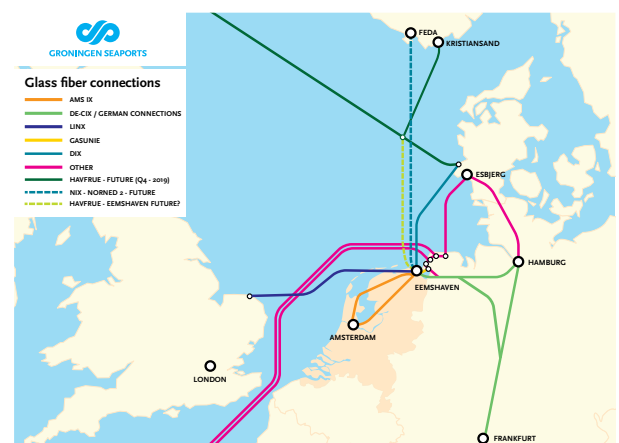 GRONINGEN SEAPORTS
Glass fiber connections
AMS IX
DE-CIX / GERMAN CONNECTIONS
LINX
GASUNIE
DIX
OTHER
HAVFRUE - FUTURE (Q4 - 2019)
NIX - NORNED 2 - FUTURE
HAVFRUE - EEMSHAVEN FUTURE?
FEDA
KRISTIANSAND
ESBJERG
HAMBURG
EEMSHAVEN
AMSTERDAM
LONDON
FRANKFURT